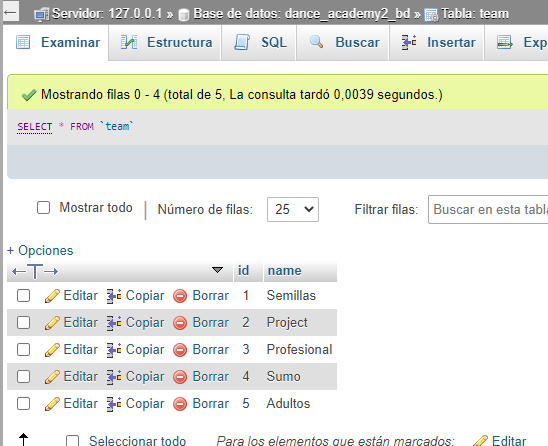 Servidor: 127.0.0.1 » Base de datos: dance_academy2_bd » Tabla: team
Examinar Estructura SQL Buscar Insertar Exp
Mostrando filas 0 - 4 (total de 5, La consulta tardó 0,0039 segundos.)
SELECT * FROM `team`
Mostrar todo Número de filas: 25 Filtrar filas: Buscar en esta tabla
+ Opciones
←T→ id name
Editar Copiar Borrar 1 Semillas
Editar Copiar Borrar 2 Project
Editar Copiar Borrar 3 Profesional
Editar Copiar Borrar 4 Sumo
Editar Copiar Borrar 5 Adultos
Seleccionar todo Para los elementos que están marcados: Editar